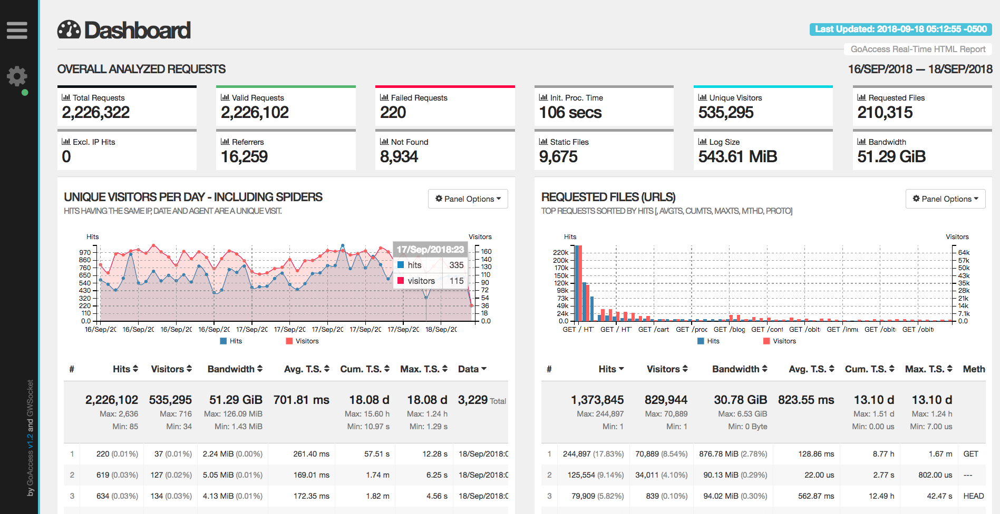 Dashboard
Last Updated: 2018-09-18 05:12:55 -0500
GoAccess Real-Time HTML Report
OVERALL ANALYZED REQUESTS
16/SEP/2018 — 18/SEP/2018
Total Requests
2,226,322
Valid Requests
2,226,102
Failed Requests
220
Init. Proc. Time
106 secs
Unique Visitors
535,295
Requested Files
210,315
Excl. IP Hits
0
Referrers
16,259
Not Found
8,934
Static Files
9,675
Log Size
543.61 MiB
Bandwidth
51.29 GiB
UNIQUE VISITORS PER DAY - INCLUDING SPIDERS
Panel Options
HITS HAVING THE SAME IP, DATE AND AGENT ARE A UNIQUE VISIT.
Hits
Visitors
970
860
760
650
540
430
320
220
110
0.0
160
140
130
110
90
72
54
36
18
0.0
17/Sep/2018:23
hits 335
visitors 115
16/Sep/20 16/Sep/20 16/Sep/20 16/Sep/20 17/Sep/20 17/Sep/20 17/Sep/20 17/Sep/20 17/Sep/20 18/Sep/20
Hits Visitors
# Hits Visitors Bandwidth Avg. T.S. Cum. T.S. Max. T.S. Data
2,226,102 535,295 51.29 GiB 701.81 ms 18.08 d 18.08 d 3,229 Total
Max: 2,636 Max: 716 Max: 126.09 MiB Max: 15.60 h Max: 1.24 h
Min: 85 Min: 34 Min: 1.43 MiB Min: 10.97 s Min: 1.29 s
1 220 (0.01%) 37 (0.01%) 2.24 MiB (0.00%) 261.40 ms 57.51 s 12.28 s 18/Sep/2018:0
2 619 (0.03%) 127 (0.02%) 5.05 MiB (0.01%) 169.01 ms 1.74 m 6.25 s 18/Sep/2018:0
3 634 (0.03%) 134 (0.03%) 4.13 MiB (0.01%) 172.35 ms 1.82 m 4.56 s 18/Sep/2018:0
REQUESTED FILES (URLS)
Panel Options
TOP REQUESTS SORTED BY HITS [, AVGTS, CUMTS, MAXTS, MTHD, PROTO]
Hits
Visitors
220k
200k
170k
150k
120k
98k
73k
49k
24k
0.0
64k
57k
50k
43k
35k
28k
21k
14k
7.1k
0.0
GET / HT GET / HT GET /cart GET /proc GET /blog GET /cont GET /obit GET /inmu GET /obit GET /obit
Hits Visitors
# Hits Visitors Bandwidth Avg. T.S. Cum. T.S. Max. T.S. Meth
1,373,845 829,944 30.78 GiB 823.55 ms 13.10 d 13.10 d
Max: 244,897 Max: 70,889 Max: 6.53 GiB Max: 1.51 d Max: 1.24 h
Min: 1 Min: 1 Min: 0 Byte Min: 0.00 us Min: 7.00 us
1 244,897 (17.83%) 70,889 (8.54%) 876.78 MiB (2.78%) 128.86 ms 8.77 h 1.67 m GET
2 125,554 (9.14%) 34,011 (4.10%) 90.13 MiB (0.29%) 22.00 us 2.77 s 802.00 us ---
3 79,909 (5.82%) 839 (0.10%) 94.02 MiB (0.30%) 562.87 ms 12.49 h 42.47 s HEAD
by GoAccess v1.2 and GWSocket